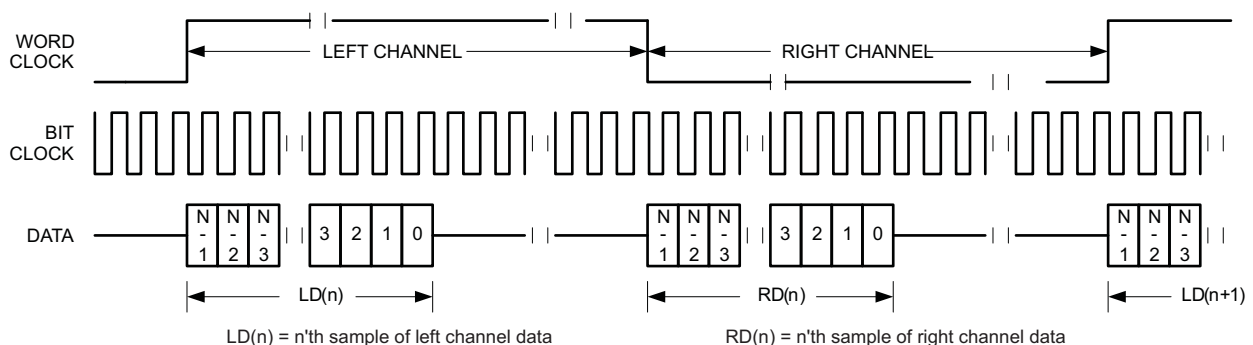 WORD
CLOCK
LEFT CHANNEL
RIGHT CHANNEL
BIT
CLOCK
DATA
N
-
1
N
-
2
N
-
3
3 2 1 0
N
-
1
N
-
2
N
-
3
3 2 1 0
N
-
1
N
-
2
N
-
3
LD(n)
RD(n)
LD(n+1)
LD(n) = n'th sample of left channel data
RD(n) = n'th sample of right channel data